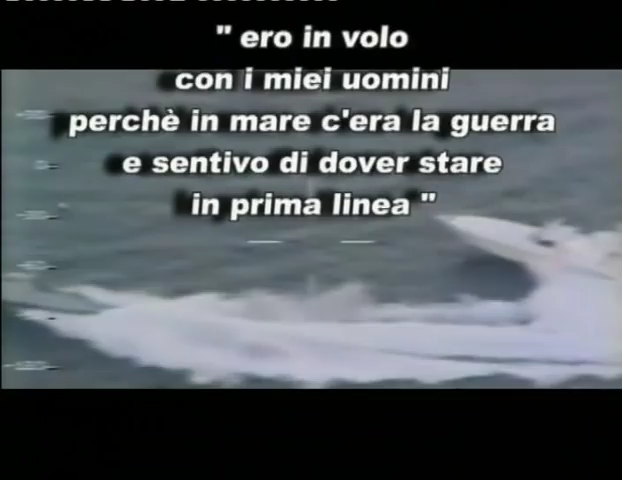 " ero in volo
con i miei uomini
perchè in mare c'era la guerra
e sentivo di dover stare
in prima linea "